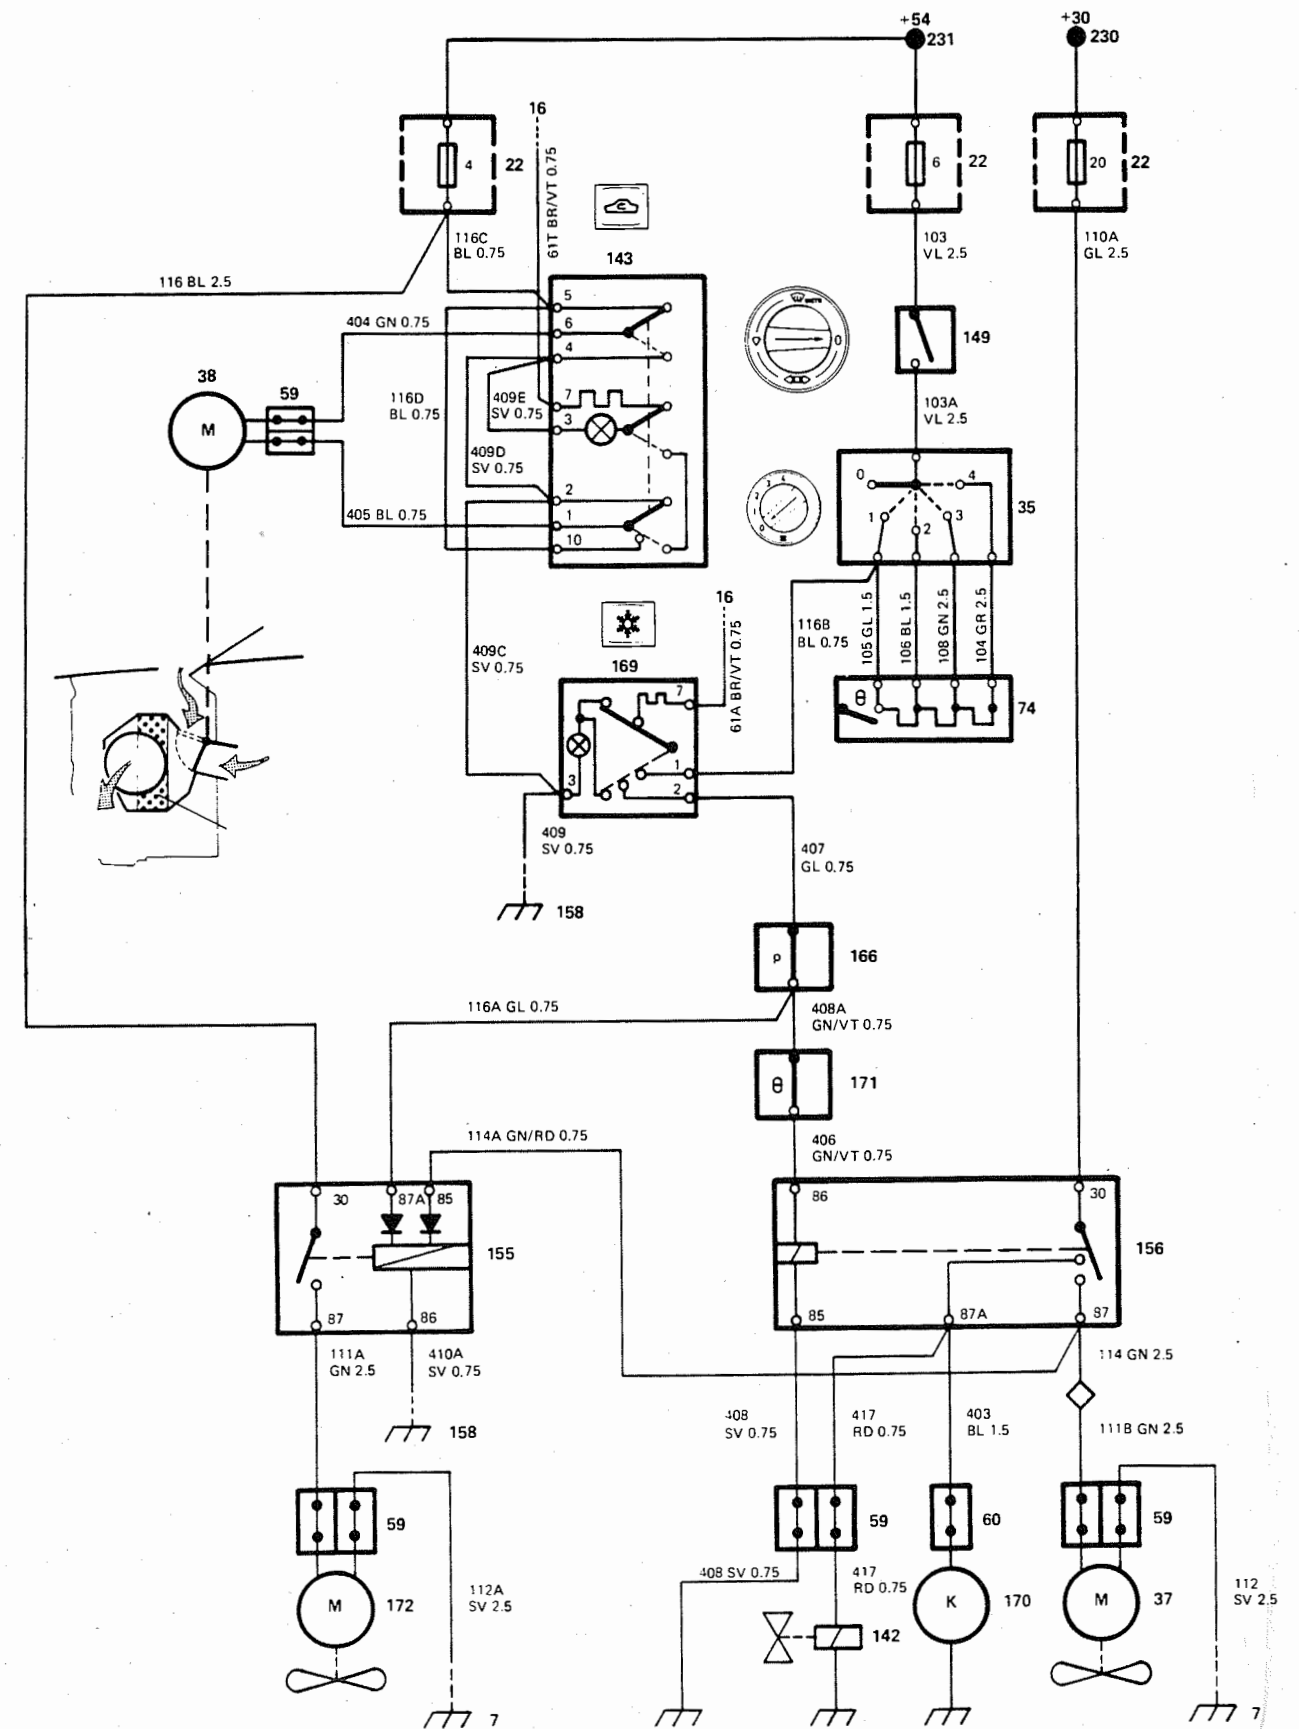 +54
231
+30
230
16
4
22
6
22
20
22
61T BR/VT 0.75
116C
BL 0.75
103
VL 2.5
110A
GL 2.5
116 BL 2.5
143
404 GN 0.75
5
6
4
149
0
38
59
M
116D
BL 0.75
409E
SV 0.75
7
3
103A
VL 2.5
409D
SV 0.75
405 BL 0.75
2
1
10
0
1
2
3
4
0
4
1
2
3
35
16
169
409C
SV 0.75
61A BR/VT 0.75
116B
BL 0.75
105 GL 1.5
106 BL 1.5
108 GN 2.5
104 GR 2.5
7
1
2
3
θ
74
409
SV 0.75
407
GL 0.75
158
P
166
116A GL 0.75
408A
GN/VT 0.75
θ
171
114A GN/RD 0.75
406
GN/VT 0.75
30
87A
85
86
30
155
156
87
86
85
87A
87
111A
GN 2.5
410A
SV 0.75
114 GN 2.5
158
408
SV 0.75
417
RD 0.75
403
BL 1.5
111B GN 2.5
59
59
60
59
408 SV 0.75
417
RD 0.75
112A
SV 2.5
112
SV 2.5
M
172
142
K
170
M
37
7
7